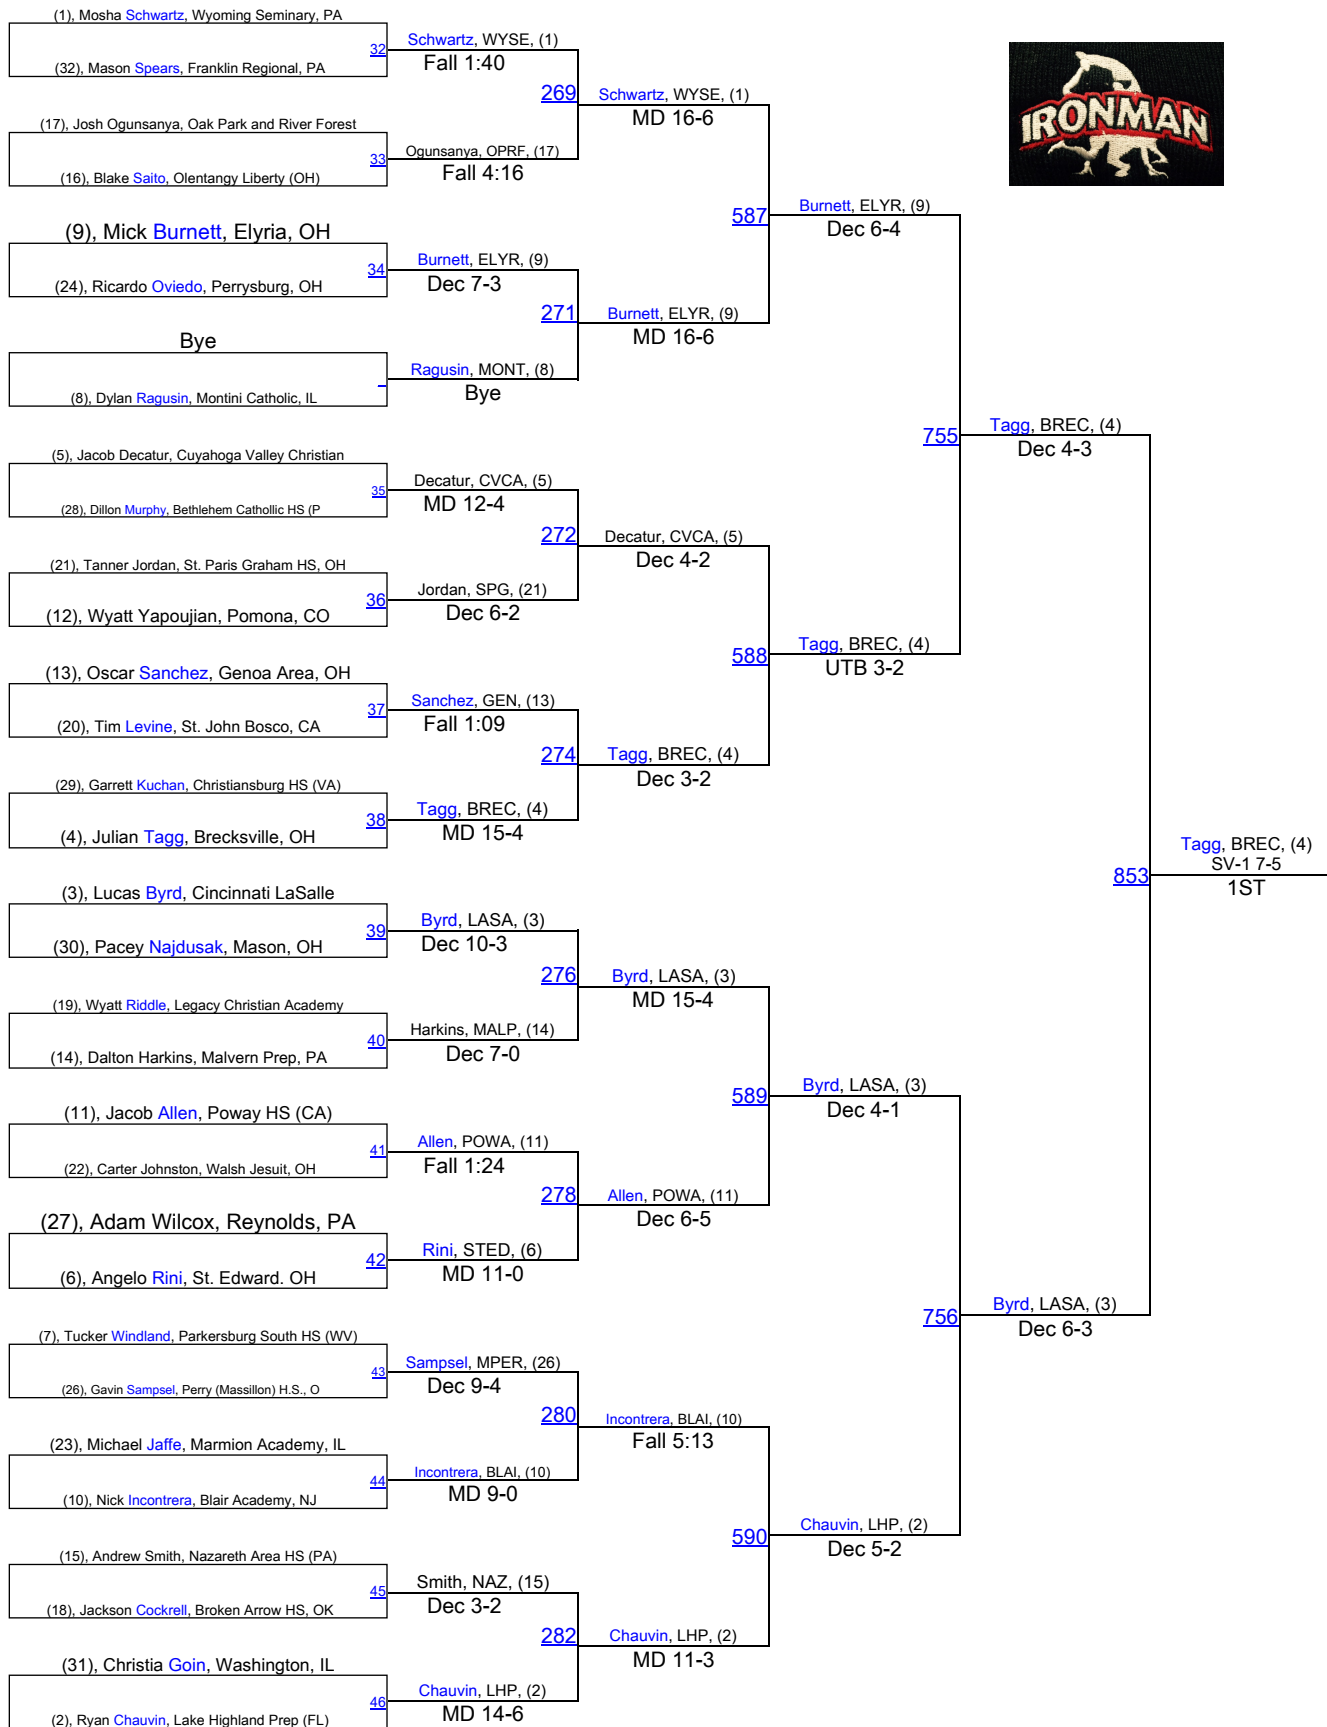 (1), Mosha Schwartz, Wyoming Seminary, PA
32
(32), Mason Spears, Franklin Regional, PA
Schwartz, WYSE, (1)
Fall 1:40
269
Schwartz, WYSE, (1)
MD 16-6
IRONMAN
(17), Josh Ogunsanya, Oak Park and River Forest
33
(16), Blake Saito, Olentangy Liberty (OH)
Ogunsanya, OPRF, (17)
Fall 4:16
587
Burnett, ELYR, (9)
Dec 6-4
(9), Mick Burnett, Elyria, OH
34
(24), Ricardo Oviedo, Perrysburg, OH
Burnett, ELYR, (9)
Dec 7-3
271
Burnett, ELYR, (9)
MD 16-6
Bye
(8), Dylan Ragusin, Montini Catholic, IL
Ragusin, MONT, (8)
Bye
755
Tagg, BREC, (4)
Dec 4-3
(5), Jacob Decatur, Cuyahoga Valley Christian
35
(28), Dillon Murphy, Bethlehem Cathollic HS (P
Decatur, CVCA, (5)
MD 12-4
272
Decatur, CVCA, (5)
Dec 4-2
(21), Tanner Jordan, St. Paris Graham HS, OH
36
(12), Wyatt Yapoujian, Pomona, CO
Jordan, SPG, (21)
Dec 6-2
588
Tagg, BREC, (4)
UTB 3-2
(13), Oscar Sanchez, Genoa Area, OH
37
(20), Tim Levine, St. John Bosco, CA
Sanchez, GEN, (13)
Fall 1:09
274
Tagg, BREC, (4)
Dec 3-2
(29), Garrett Kuchan, Christiansburg HS (VA)
38
(4), Julian Tagg, Brecksville, OH
Tagg, BREC, (4)
MD 15-4
853
Tagg, BREC, (4)
SV-1 7-5
1ST
(3), Lucas Byrd, Cincinnati LaSalle
39
(30), Pacey Najdusak, Mason, OH
Byrd, LASA, (3)
Dec 10-3
276
Byrd, LASA, (3)
MD 15-4
(19), Wyatt Riddle, Legacy Christian Academy
40
(14), Dalton Harkins, Malvern Prep, PA
Harkins, MALP, (14)
Dec 7-0
589
Byrd, LASA, (3)
Dec 4-1
(11), Jacob Allen, Poway HS (CA)
41
(22), Carter Johnston, Walsh Jesuit, OH
Allen, POWA, (11)
Fall 1:24
278
Allen, POWA, (11)
Dec 6-5
(27), Adam Wilcox, Reynolds, PA
42
(6), Angelo Rini, St. Edward. OH
Rini, STED, (6)
MD 11-0
756
Byrd, LASA, (3)
Dec 6-3
(7), Tucker Windland, Parkersburg South HS (WV)
43
(26), Gavin Sampsel, Perry (Massillon) H.S., O
Sampsel, MPER, (26)
Dec 9-4
280
Incontrera, BLAI, (10)
Fall 5:13
(23), Michael Jaffe, Marmion Academy, IL
44
(10), Nick Incontrera, Blair Academy, NJ
Incontrera, BLAI, (10)
MD 9-0
590
Chauvin, LHP, (2)
Dec 5-2
(15), Andrew Smith, Nazareth Area HS (PA)
45
(18), Jackson Cockrell, Broken Arrow HS, OK
Smith, NAZ, (15)
Dec 3-2
282
Chauvin, LHP, (2)
MD 11-3
(31), Christia Goin, Washington, IL
46
(2), Ryan Chauvin, Lake Highland Prep (FL)
Chauvin, LHP, (2)
MD 14-6